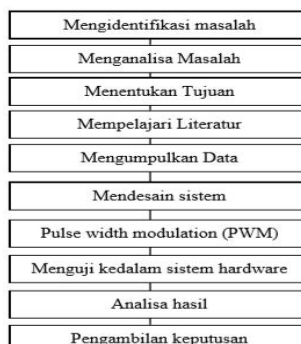 Mengidentifikasi masalah
Menganalisa Masalah
Menentukan Tujuan
Mempelajari Literatur
Mengumpulkan Data
Mendesain sistem
Pulse width modulation (PWM)
Menguji kedalam sistem hardware
Analisa hasil
Pengambilan keputusan